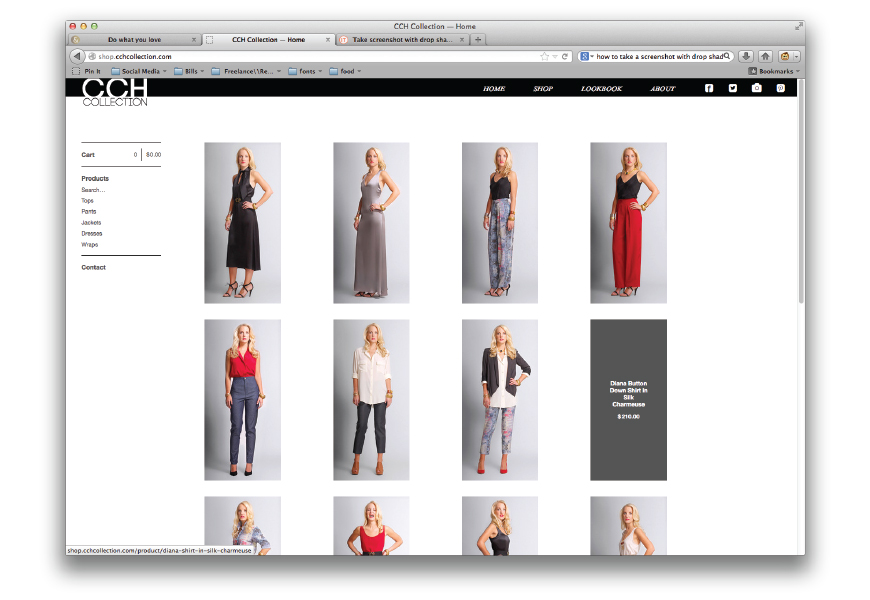 CCH Collection — Home
Do what you love
CCH Collection — Home
Take screenshot with drop sha...
shop.cchcollection.com
how to take a screenshot with drop shad
Pin It
Social Media
Bills
Freelance\\Re...
fonts
food
Bookmarks
CCH
COLLECTION
HOME
SHOP
LOOKBOOK
ABOUT
Cart 0 $0.00
Products
Search...
Tops
Pants
Jackets
Dresses
Wraps
Contact
Diana Button
Down Shirt In
Silk
Charmeuse
$210.00
shop.cchcollection.com/product/diana-shirt-in-silk-charmeuse